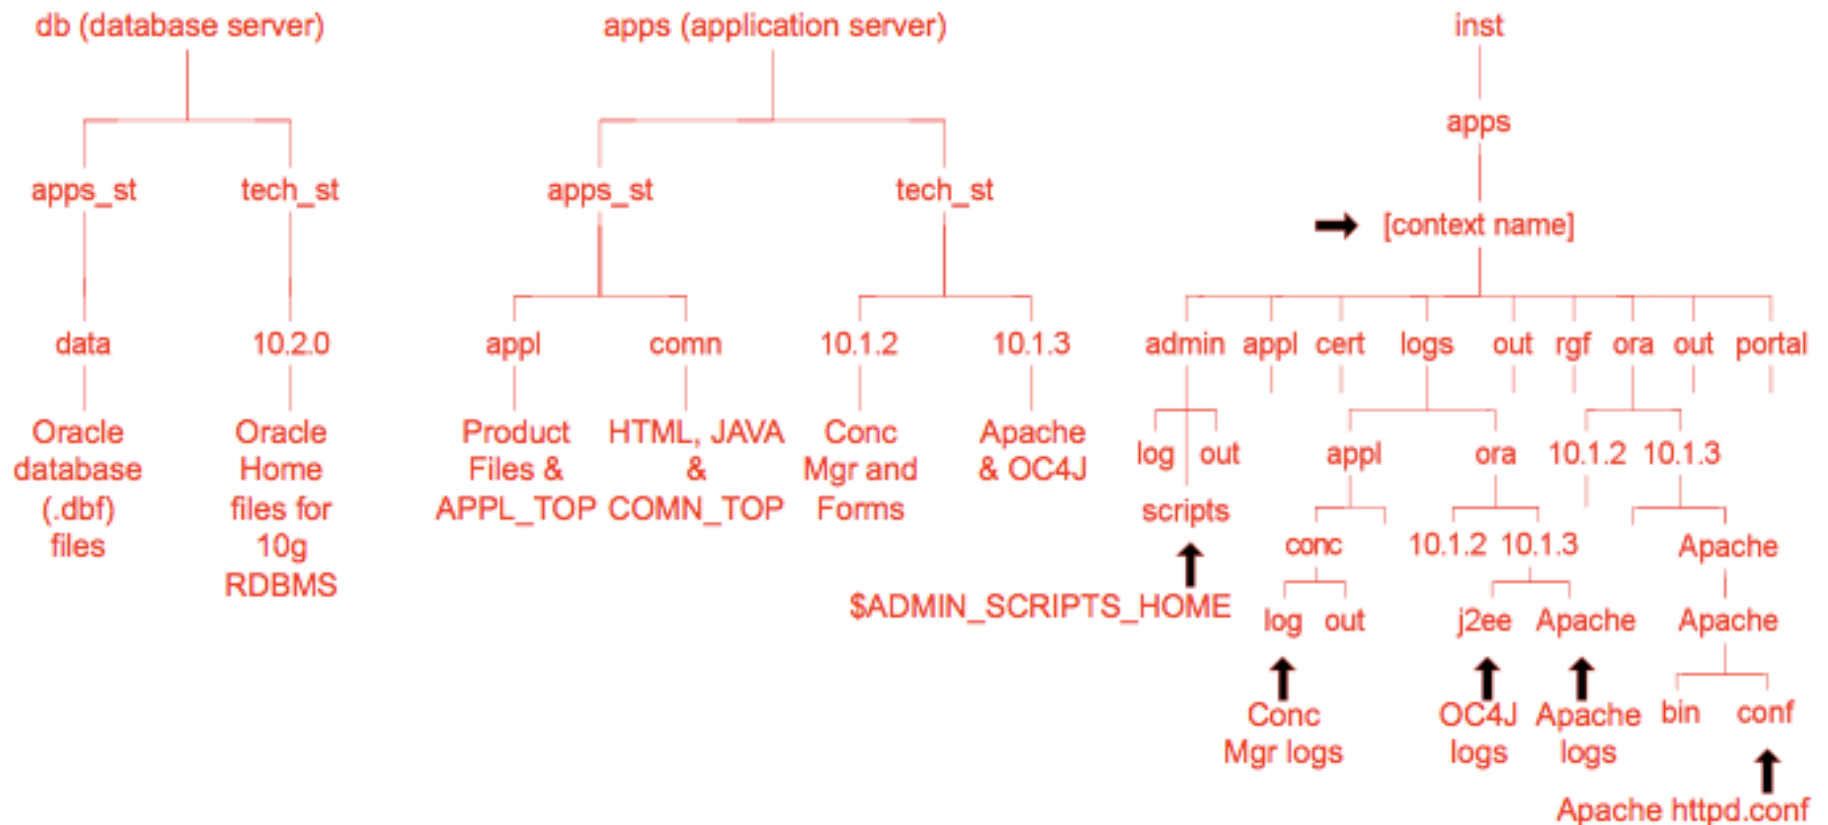 db (database server)
apps (application server)
inst
apps
apps_st
tech_st
apps_st
tech_st
[context name]
data
10.2.0
appl
comn
10.1.2
10.1.3
admin
appl
cert
logs
out
rgf
ora
out
portal
Oracle
database
(.dbf)
files
Oracle
Home
files for
10g
RDBMS
Product
Files &
APPL_TOP
HTML, JAVA
&
COMN_TOP
Conc
Mgr and
Forms
Apache
& OC4J
log
out
scripts
$ADMIN_SCRIPTS_HOME
appl
ora
10.1.2
10.1.3
conc
10.1.2
10.1.3
Apache
log
out
j2ee
Apache
Apache
Conc
Mgr logs
OC4J
logs
Apache
logs
bin
conf
Apache httpd.conf